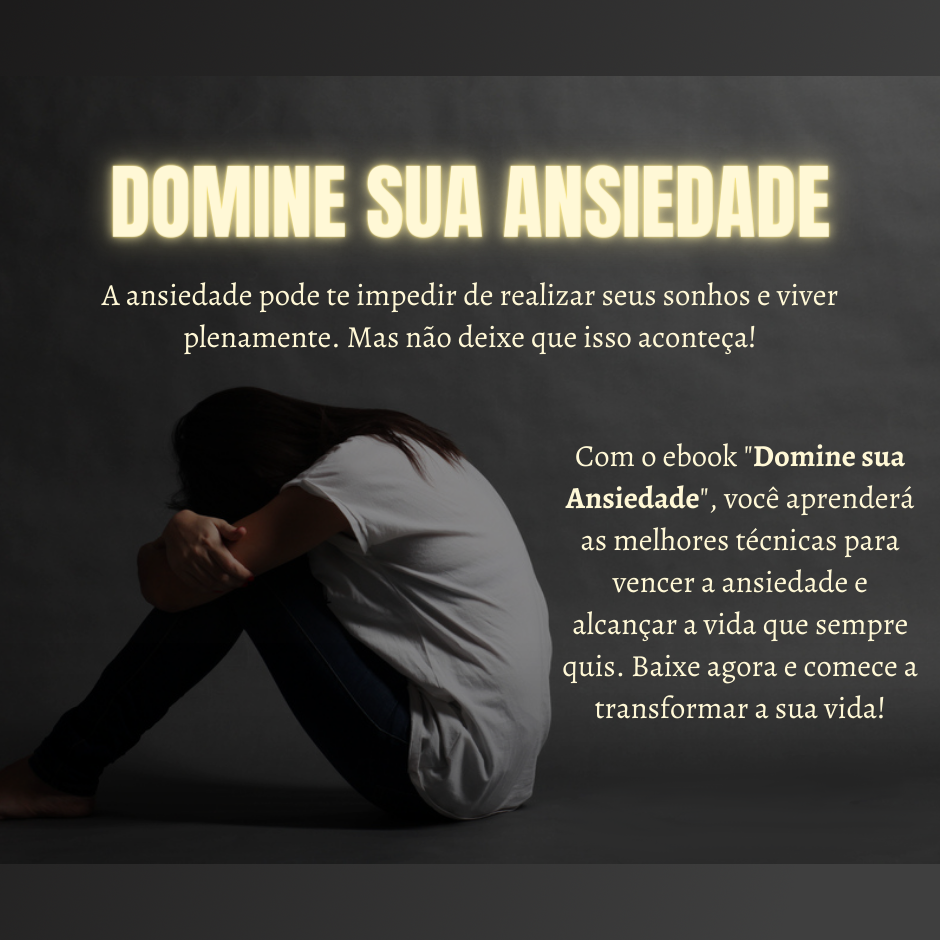 DOMINE SUA ANSIEDADE
A ansiedade pode te impedir de realizar seus sonhos e viver
plenamente. Mas não deixe que isso aconteça!
Com o ebook "Domine sua
Ansiedade", você aprenderá
as melhores técnicas para
vencer a ansiedade e
alcançar a vida que sempre
quis. Baixe agora e comece a
transformar a sua vida!